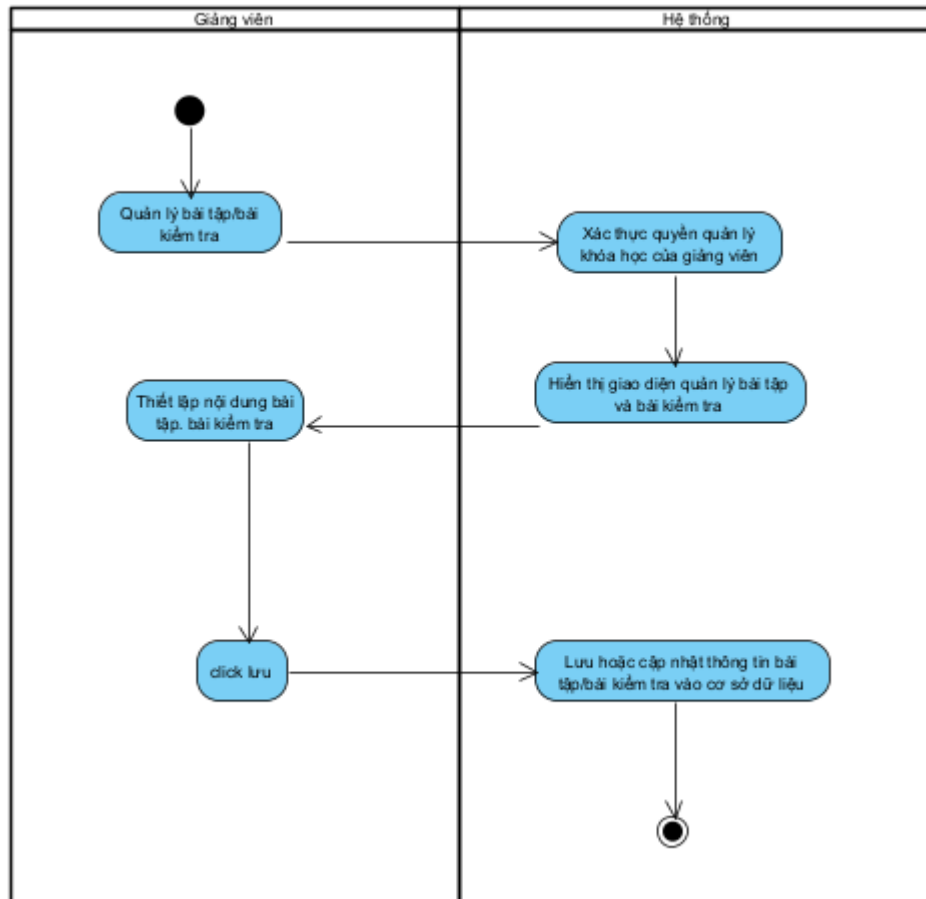 Giảng viên
Hệ thống
Quản lý bài tập/bài
kiểm tra
Xác thực quyền quản lý
khóa học của giảng viên
Hiển thị giao diện quản lý bài tập
và bài kiểm tra
Thiết lập nội dung bài
tập. bài kiểm tra
click lưu
Lưu hoặc cập nhật thông tin bài
tập/bài kiểm tra vào cơ sở dữ liệu